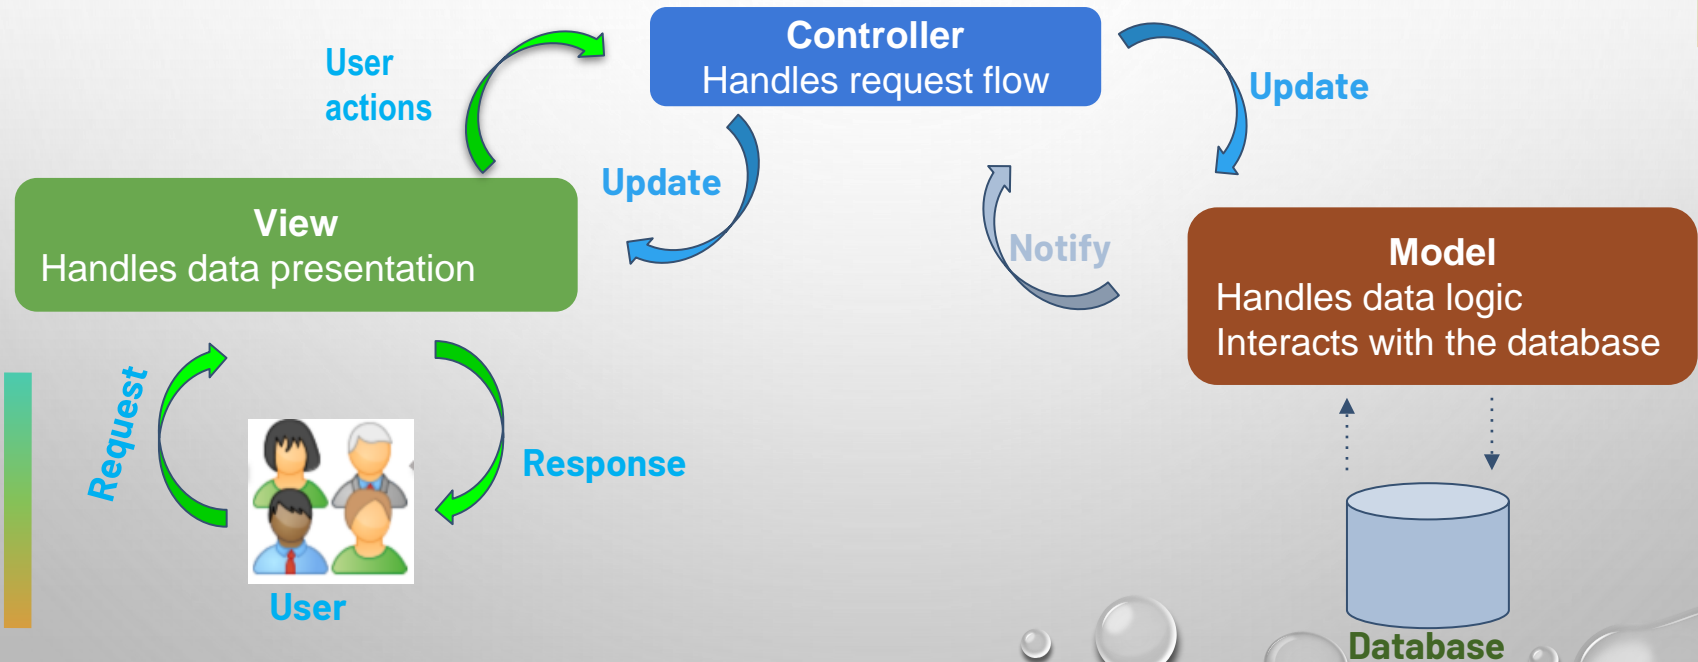 Controller
Handles request flow
User
actions
Update
Update
View
Handles data presentation
Notify
Model
Handles data logic
Interacts with the database
Request
Response
User
Database